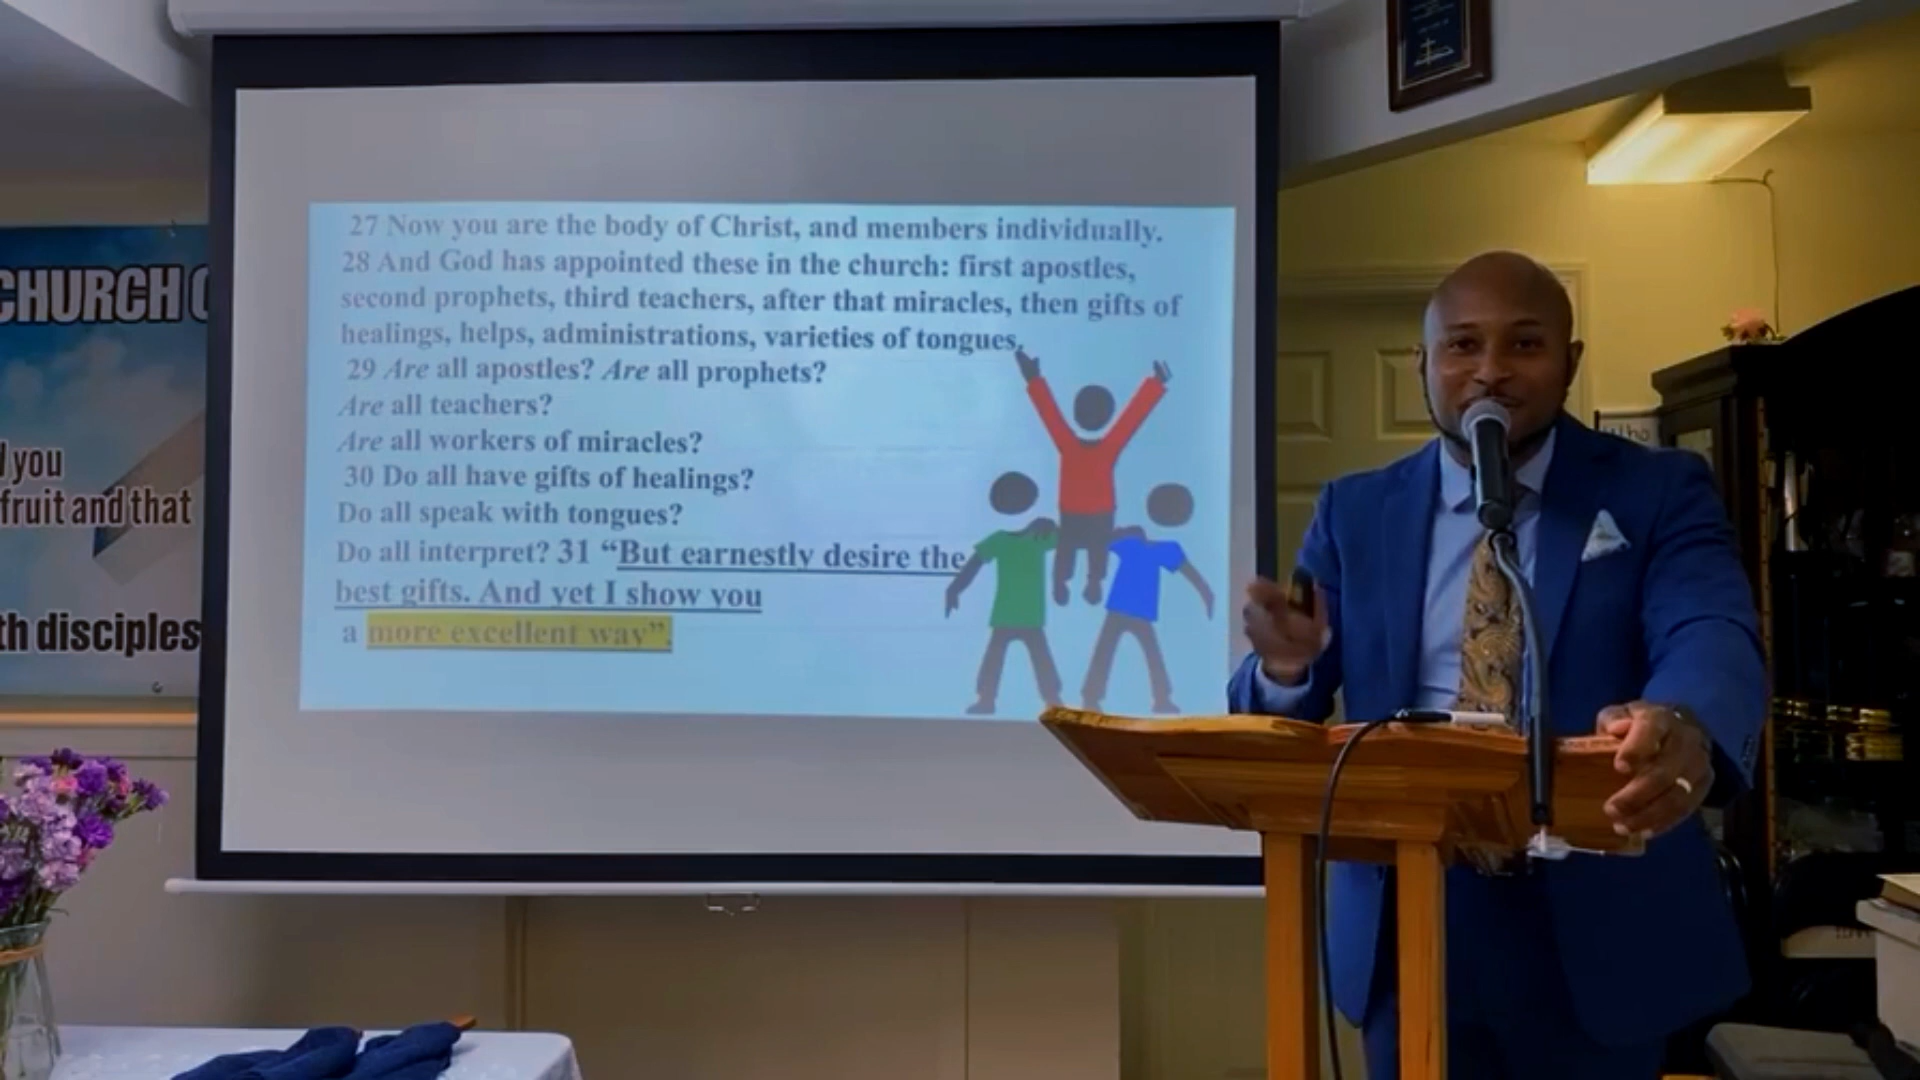 27 Now you are the body of Christ, and members individually.
28 And God has appointed these in the church: first apostles,
second prophets, third teachers, after that miracles, then gifts of
healings, helps, administrations, varieties of tongues.
29 Are all apostles? Are all prophets?
Are all teachers?
Are all workers of miracles?
30 Do all have gifts of healings?
Do all speak with tongues?
Do all interpret? 31 “But earnestly desire the
best gifts. And yet I show you
a more excellent way”.
CHURCH
you
fruit and that
disciples
Who